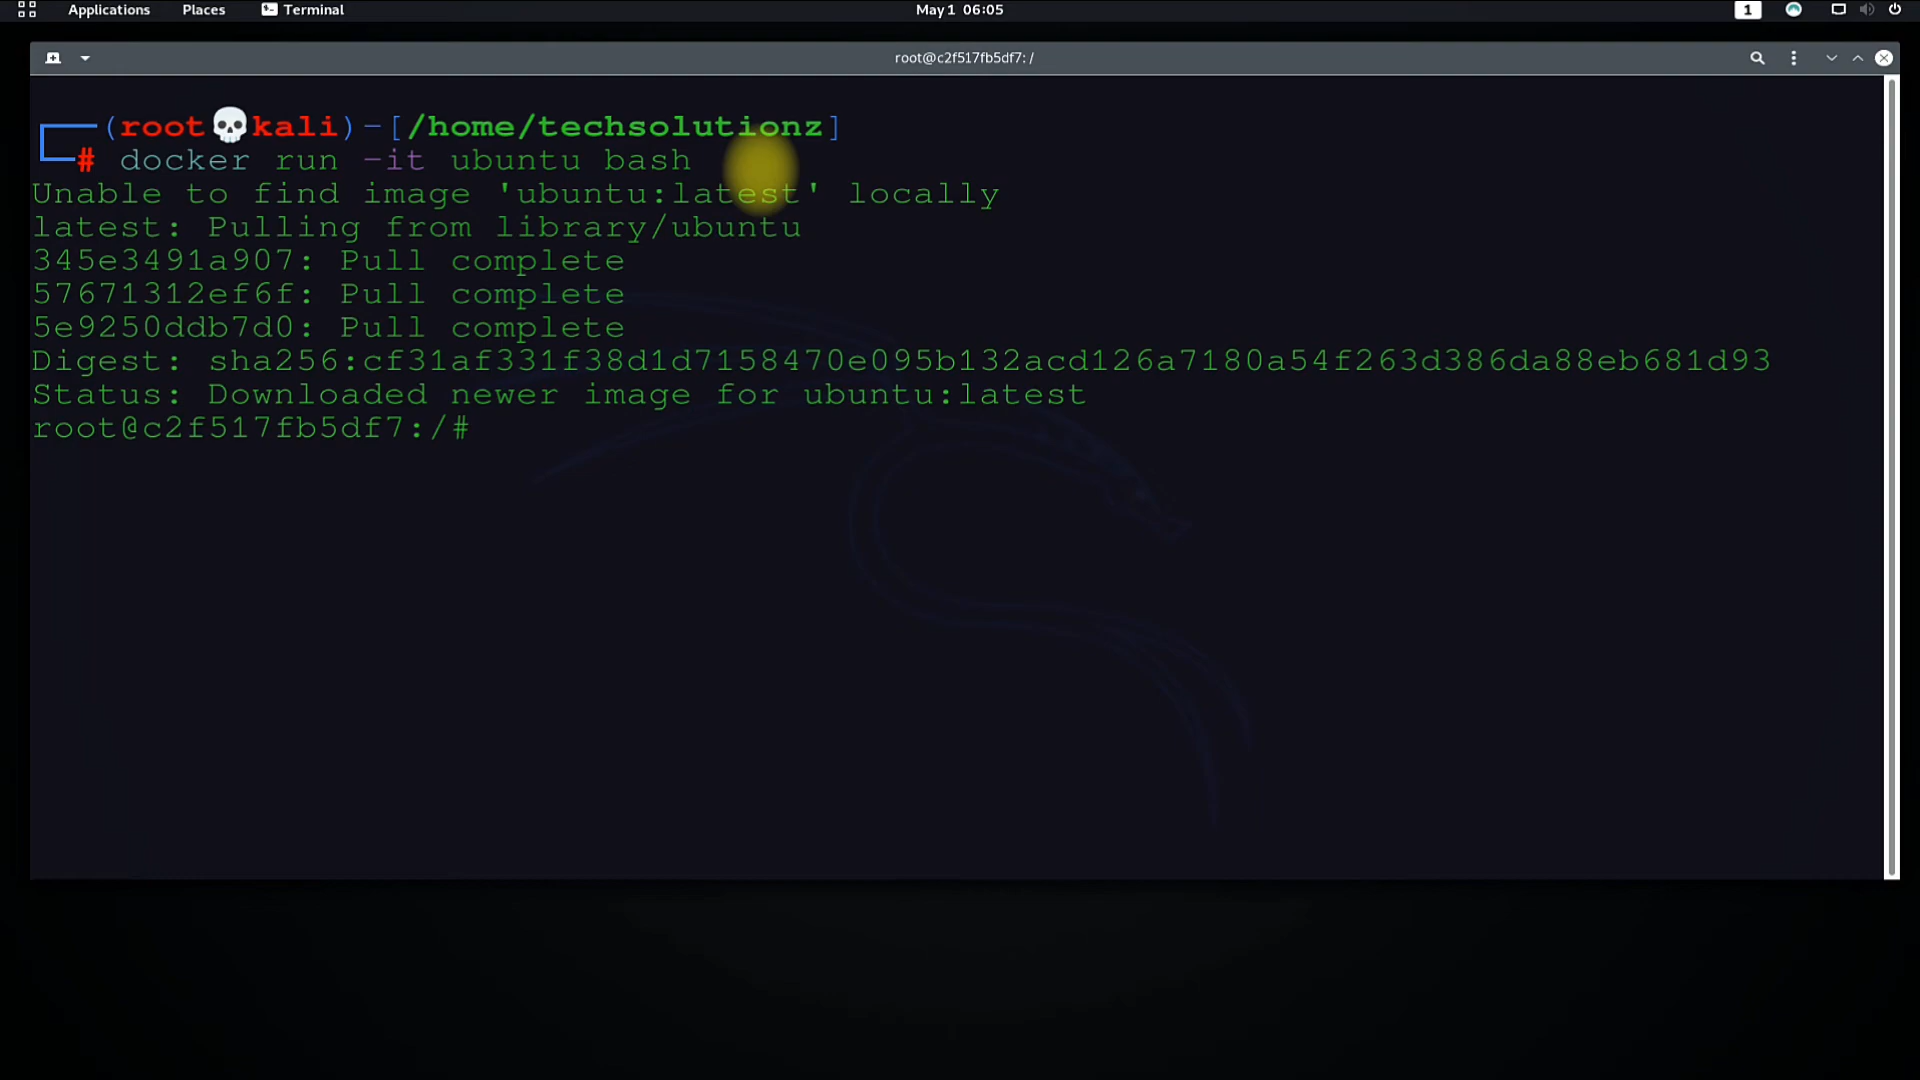 Applications Places Terminal May 1 06:05 1
root@c2f517fb5df7: /
(root💀kali)-[/home/techsolutionz]
# docker run -it ubuntu bash
Unable to find image 'ubuntu:latest' locally
latest: Pulling from library/ubuntu
345e3491a907: Pull complete
57671312ef6f: Pull complete
5e9250ddb7d0: Pull complete
Digest: sha256:cf31af331f38d1d7158470e095b132acd126a7180a54f263d386da88eb681d93
Status: Downloaded newer image for ubuntu:latest
root@c2f517fb5df7:/#